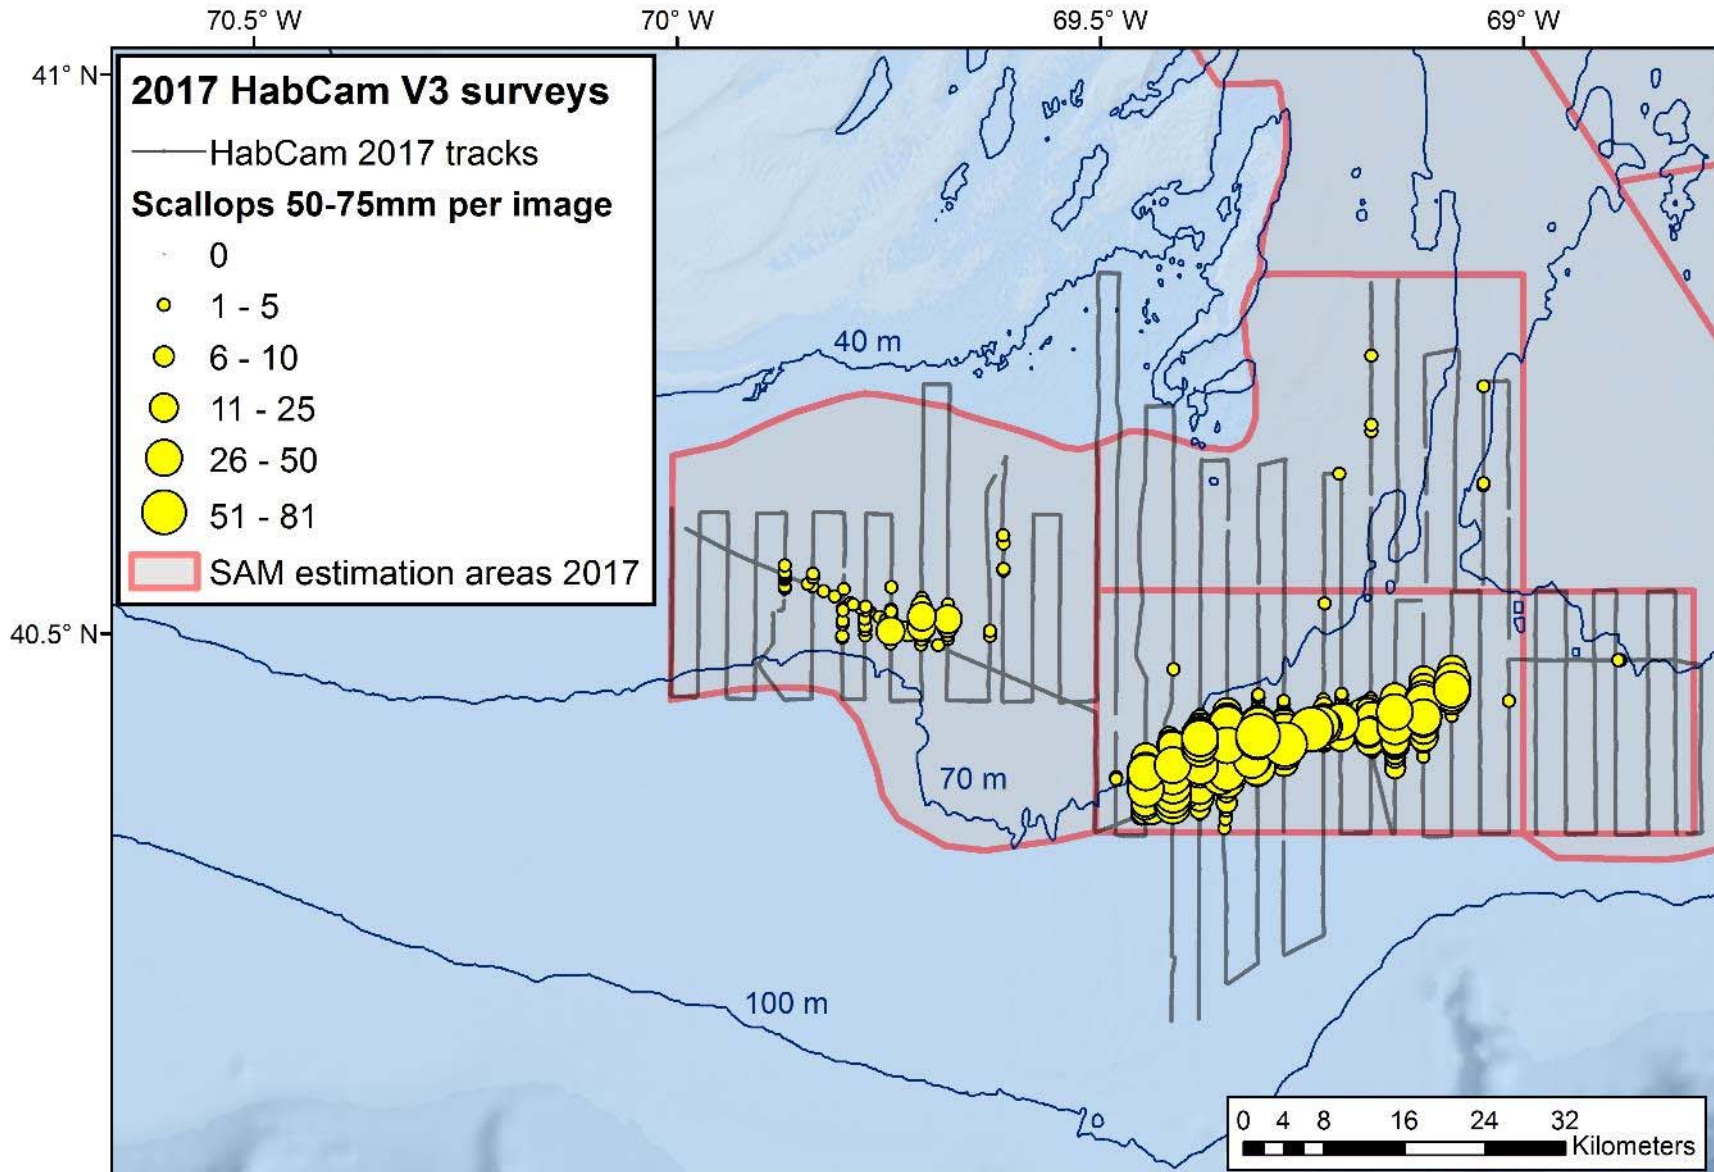 70.5° W
70° W
69.5° W
69° W
41° N
40.5° N
2017 HabCam V3 surveys
HabCam 2017 tracks
Scallops 50-75mm per image
0
1 - 5
6 - 10
11 - 25
26 - 50
51 - 81
SAM estimation areas 2017
40 m
70 m
100 m
0 4 8 16 24 32
Kilometers